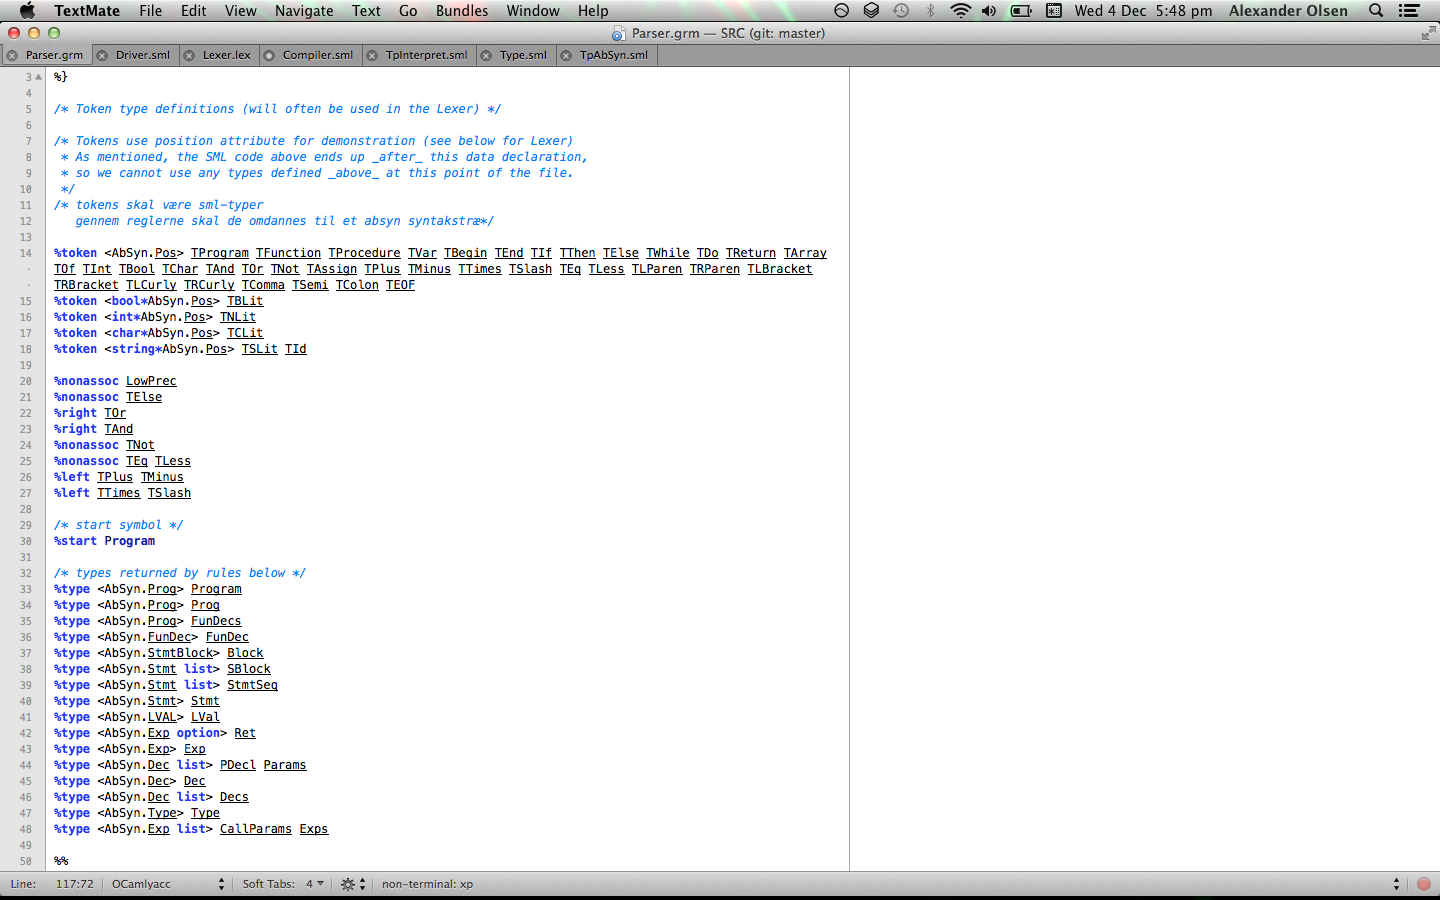 TextMate File Edit View Navigate Text Go Bundles Window Help Wed 4 Dec 5:48 pm Alexander Olsen
Parser.grm — SRC (git: master)
Parser.grm Driver.sml Lexer.lex Compiler.sml TpInterpret.sml Type.sml TpAbSyn.sml
3 %}
4
5 /* Token type definitions (will often be used in the Lexer) */
6
7 /* Tokens use position attribute for demonstration (see below for Lexer)
8 * As mentioned, the SML code above ends up _after_ this data declaration,
9 * so we cannot use any types defined _above_ at this point of the file.
10 */
11 /* tokens skal være sml-typer
12 gennem reglerne skal de omdannes til et absyn syntakstræ*/
13
14 %token <AbSyn.Pos> TProgram TFunction TProcedure TVar TBegin TEnd TIf TThen TElse TWhile TDo TReturn TArray
· TOf TInt TBool TChar TAnd TOr TNot TAssign TPlus TMinus TTimes TSlash TEq TLess TLParen TRParen TLBracket
· TRBracket TLCurly TRCurly TComma TSemi TColon TEOF
15 %token <bool*AbSyn.Pos> TBLit
16 %token <int*AbSyn.Pos> TNLit
17 %token <char*AbSyn.Pos> TCLit
18 %token <string*AbSyn.Pos> TSLit TId
19
20 %nonassoc LowPrec
21 %nonassoc TElse
22 %right TOr
23 %right TAnd
24 %nonassoc TNot
25 %nonassoc TEq TLess
26 %left TPlus TMinus
27 %left TTimes TSlash
28
29 /* start symbol */
30 %start Program
31
32 /* types returned by rules below */
33 %type <AbSyn.Prog> Program
34 %type <AbSyn.Prog> Prog
35 %type <AbSyn.Prog> FunDecs
36 %type <AbSyn.FunDec> FunDec
37 %type <AbSyn.StmtBlock> Block
38 %type <AbSyn.Stmt list> SBlock
39 %type <AbSyn.Stmt list> StmtSeq
40 %type <AbSyn.Stmt> Stmt
41 %type <AbSyn.LVAL> LVal
42 %type <AbSyn.Exp option> Ret
43 %type <AbSyn.Exp> Exp
44 %type <AbSyn.Dec list> PDecl Params
45 %type <AbSyn.Dec> Dec
46 %type <AbSyn.Dec list> Decs
47 %type <AbSyn.Type> Type
48 %type <AbSyn.Exp list> CallParams Exps
49
50 %%
Line: 117:72 OCamlyacc Soft Tabs: 4 non-terminal: xp